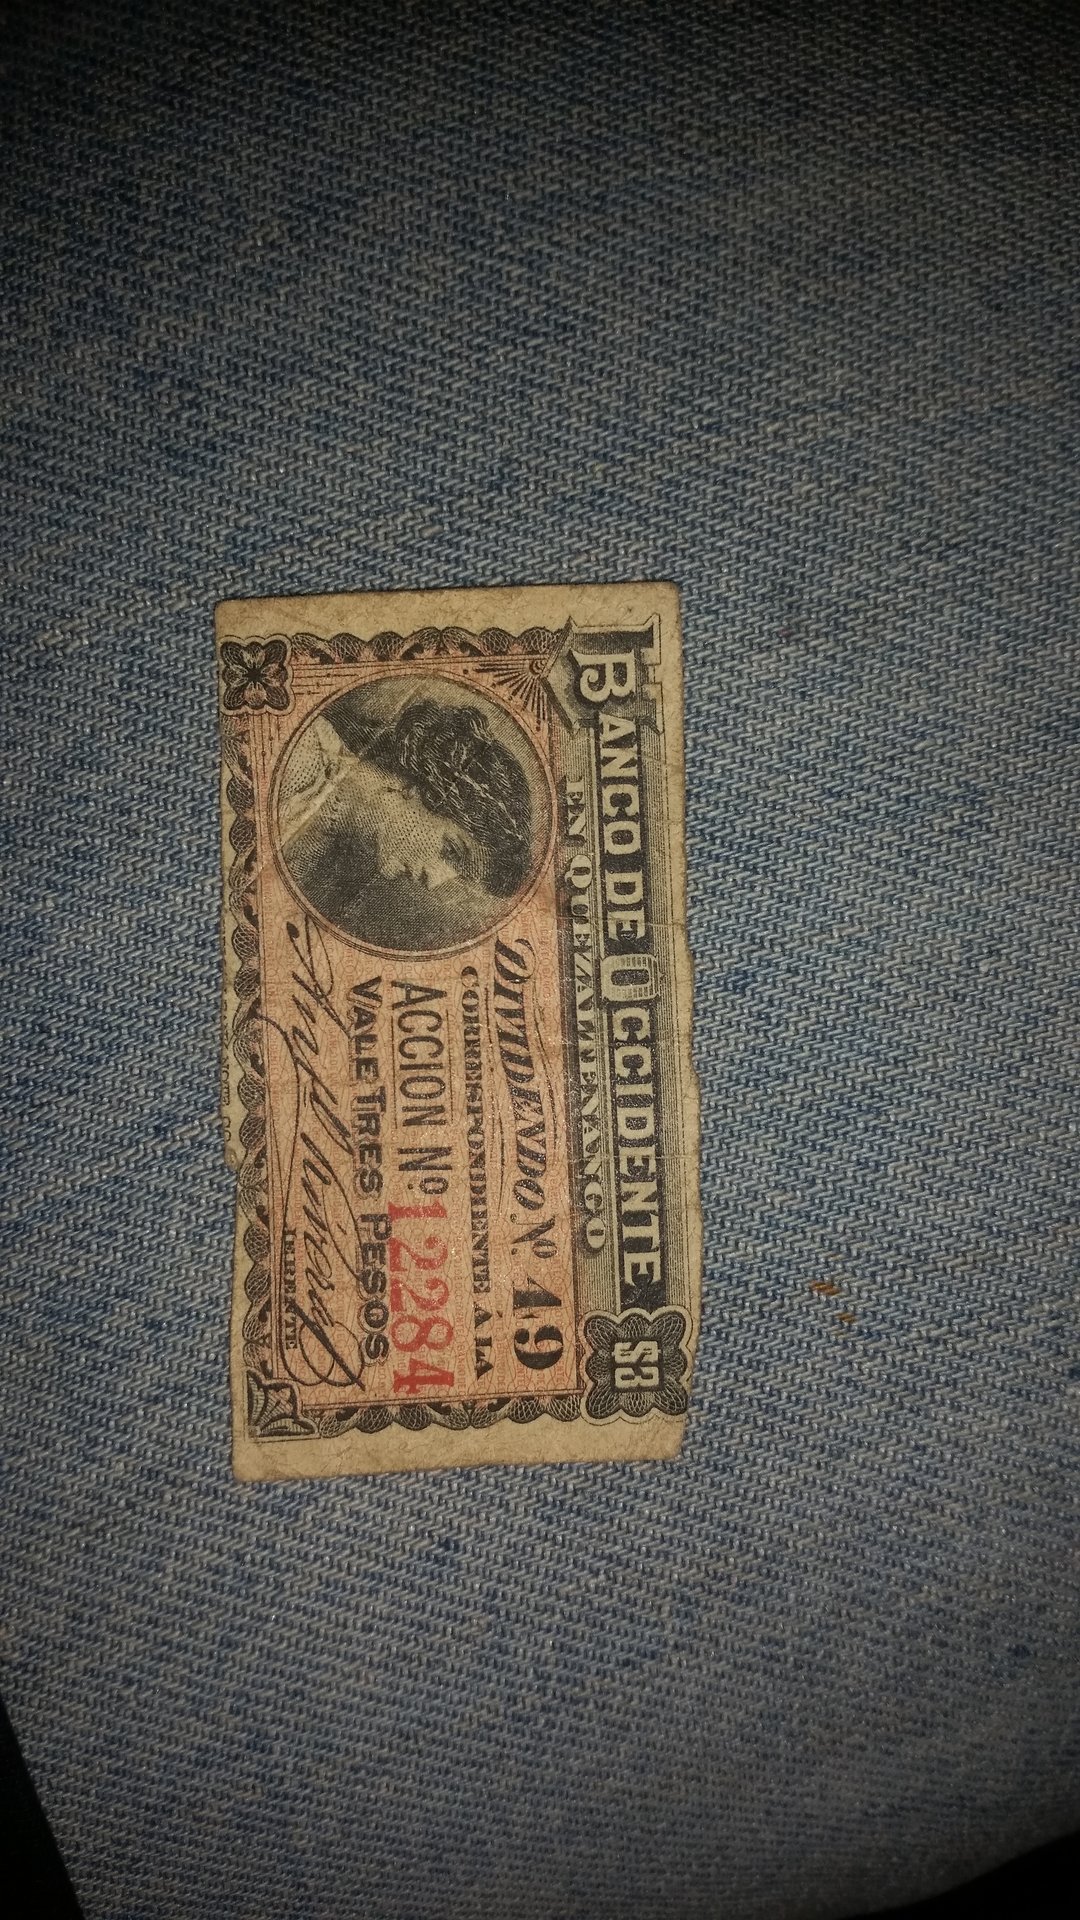 BANCO DE OCCIDENTE $3
EN QUEZALTENANGO
DIVIDENDO No. 49
CORRESPONDIENTE Á LA
ACCION No 12284
VALE TRES PESOS